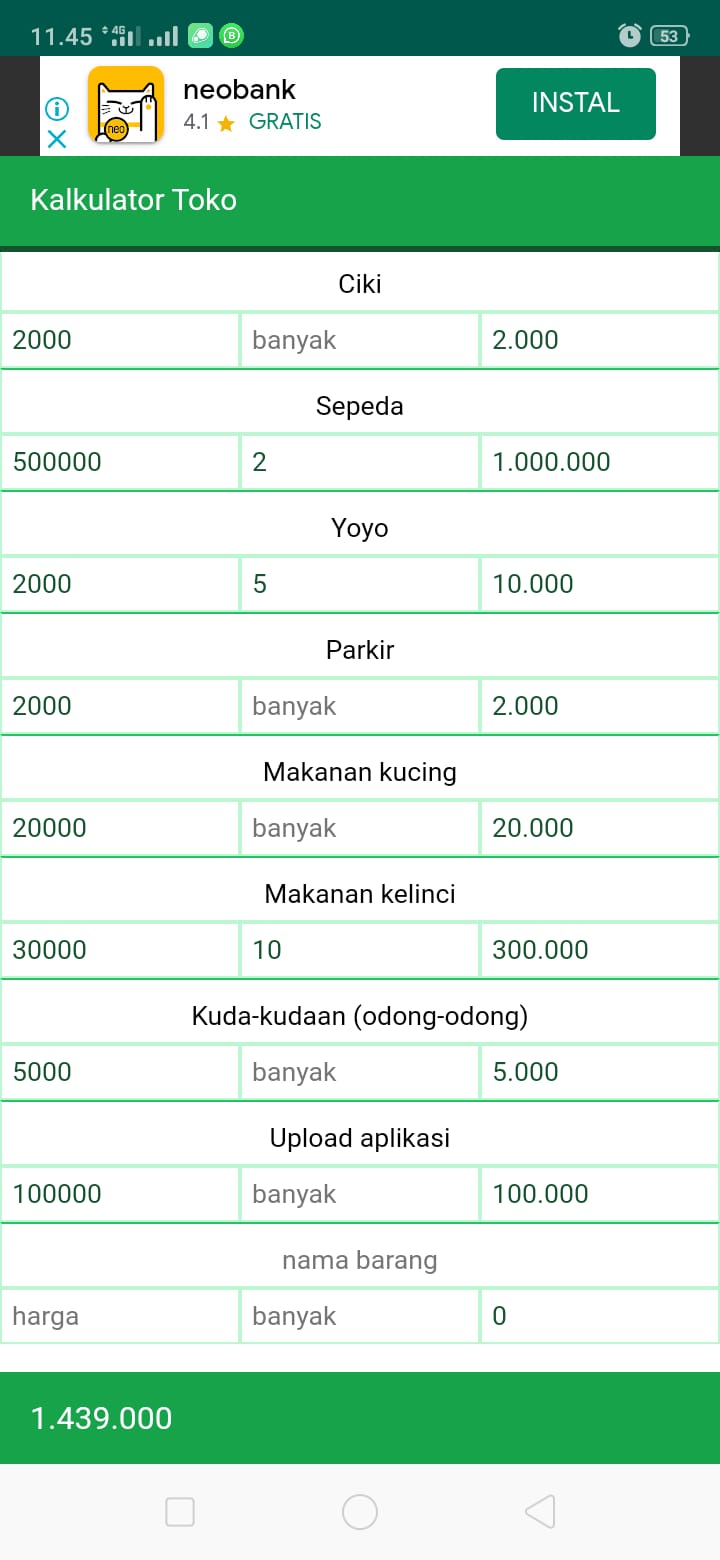 11.45 4G B 53
neobank
neo
4.1 GRATIS
INSTAL
Kalkulator Toko
Ciki
2000 banyak 2.000
Sepeda
500000 2 1.000.000
Yoyo
2000 5 10.000
Parkir
2000 banyak 2.000
Makanan kucing
20000 banyak 20.000
Makanan kelinci
30000 10 300.000
Kuda-kudaan (odong-odong)
5000 banyak 5.000
Upload aplikasi
100000 banyak 100.000
nama barang
harga banyak 0
1.439.000